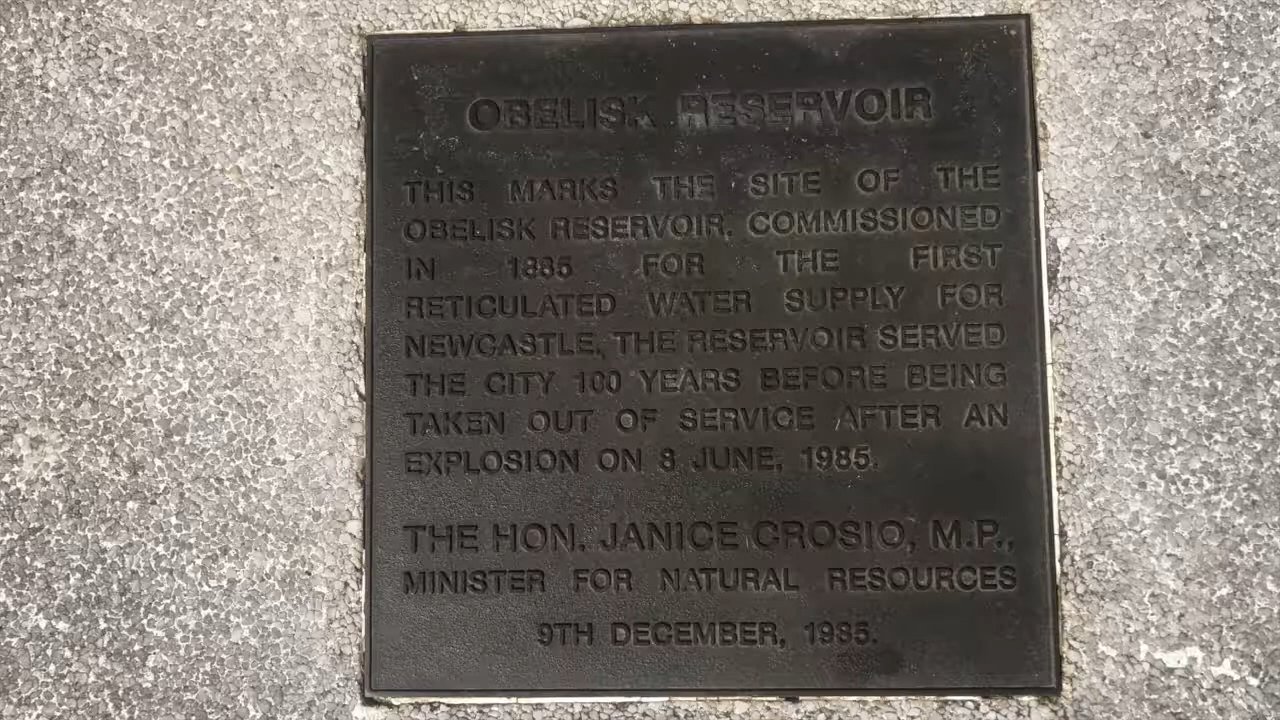 OBELISK RESERVOIR
THIS MARKS THE SITE OF THE
OBELISK RESERVOIR. COMMISSIONED
IN 1885 FOR THE FIRST
RETICULATED WATER SUPPLY FOR
NEWCASTLE, THE RESERVOIR SERVED
THE CITY 100 YEARS BEFORE BEING
TAKEN OUT OF SERVICE AFTER AN
EXPLOSION ON 8 JUNE, 1985.
THE HON. JANICE CROSIO, M.P.,
MINISTER FOR NATURAL RESOURCES
9TH DECEMBER, 1985.